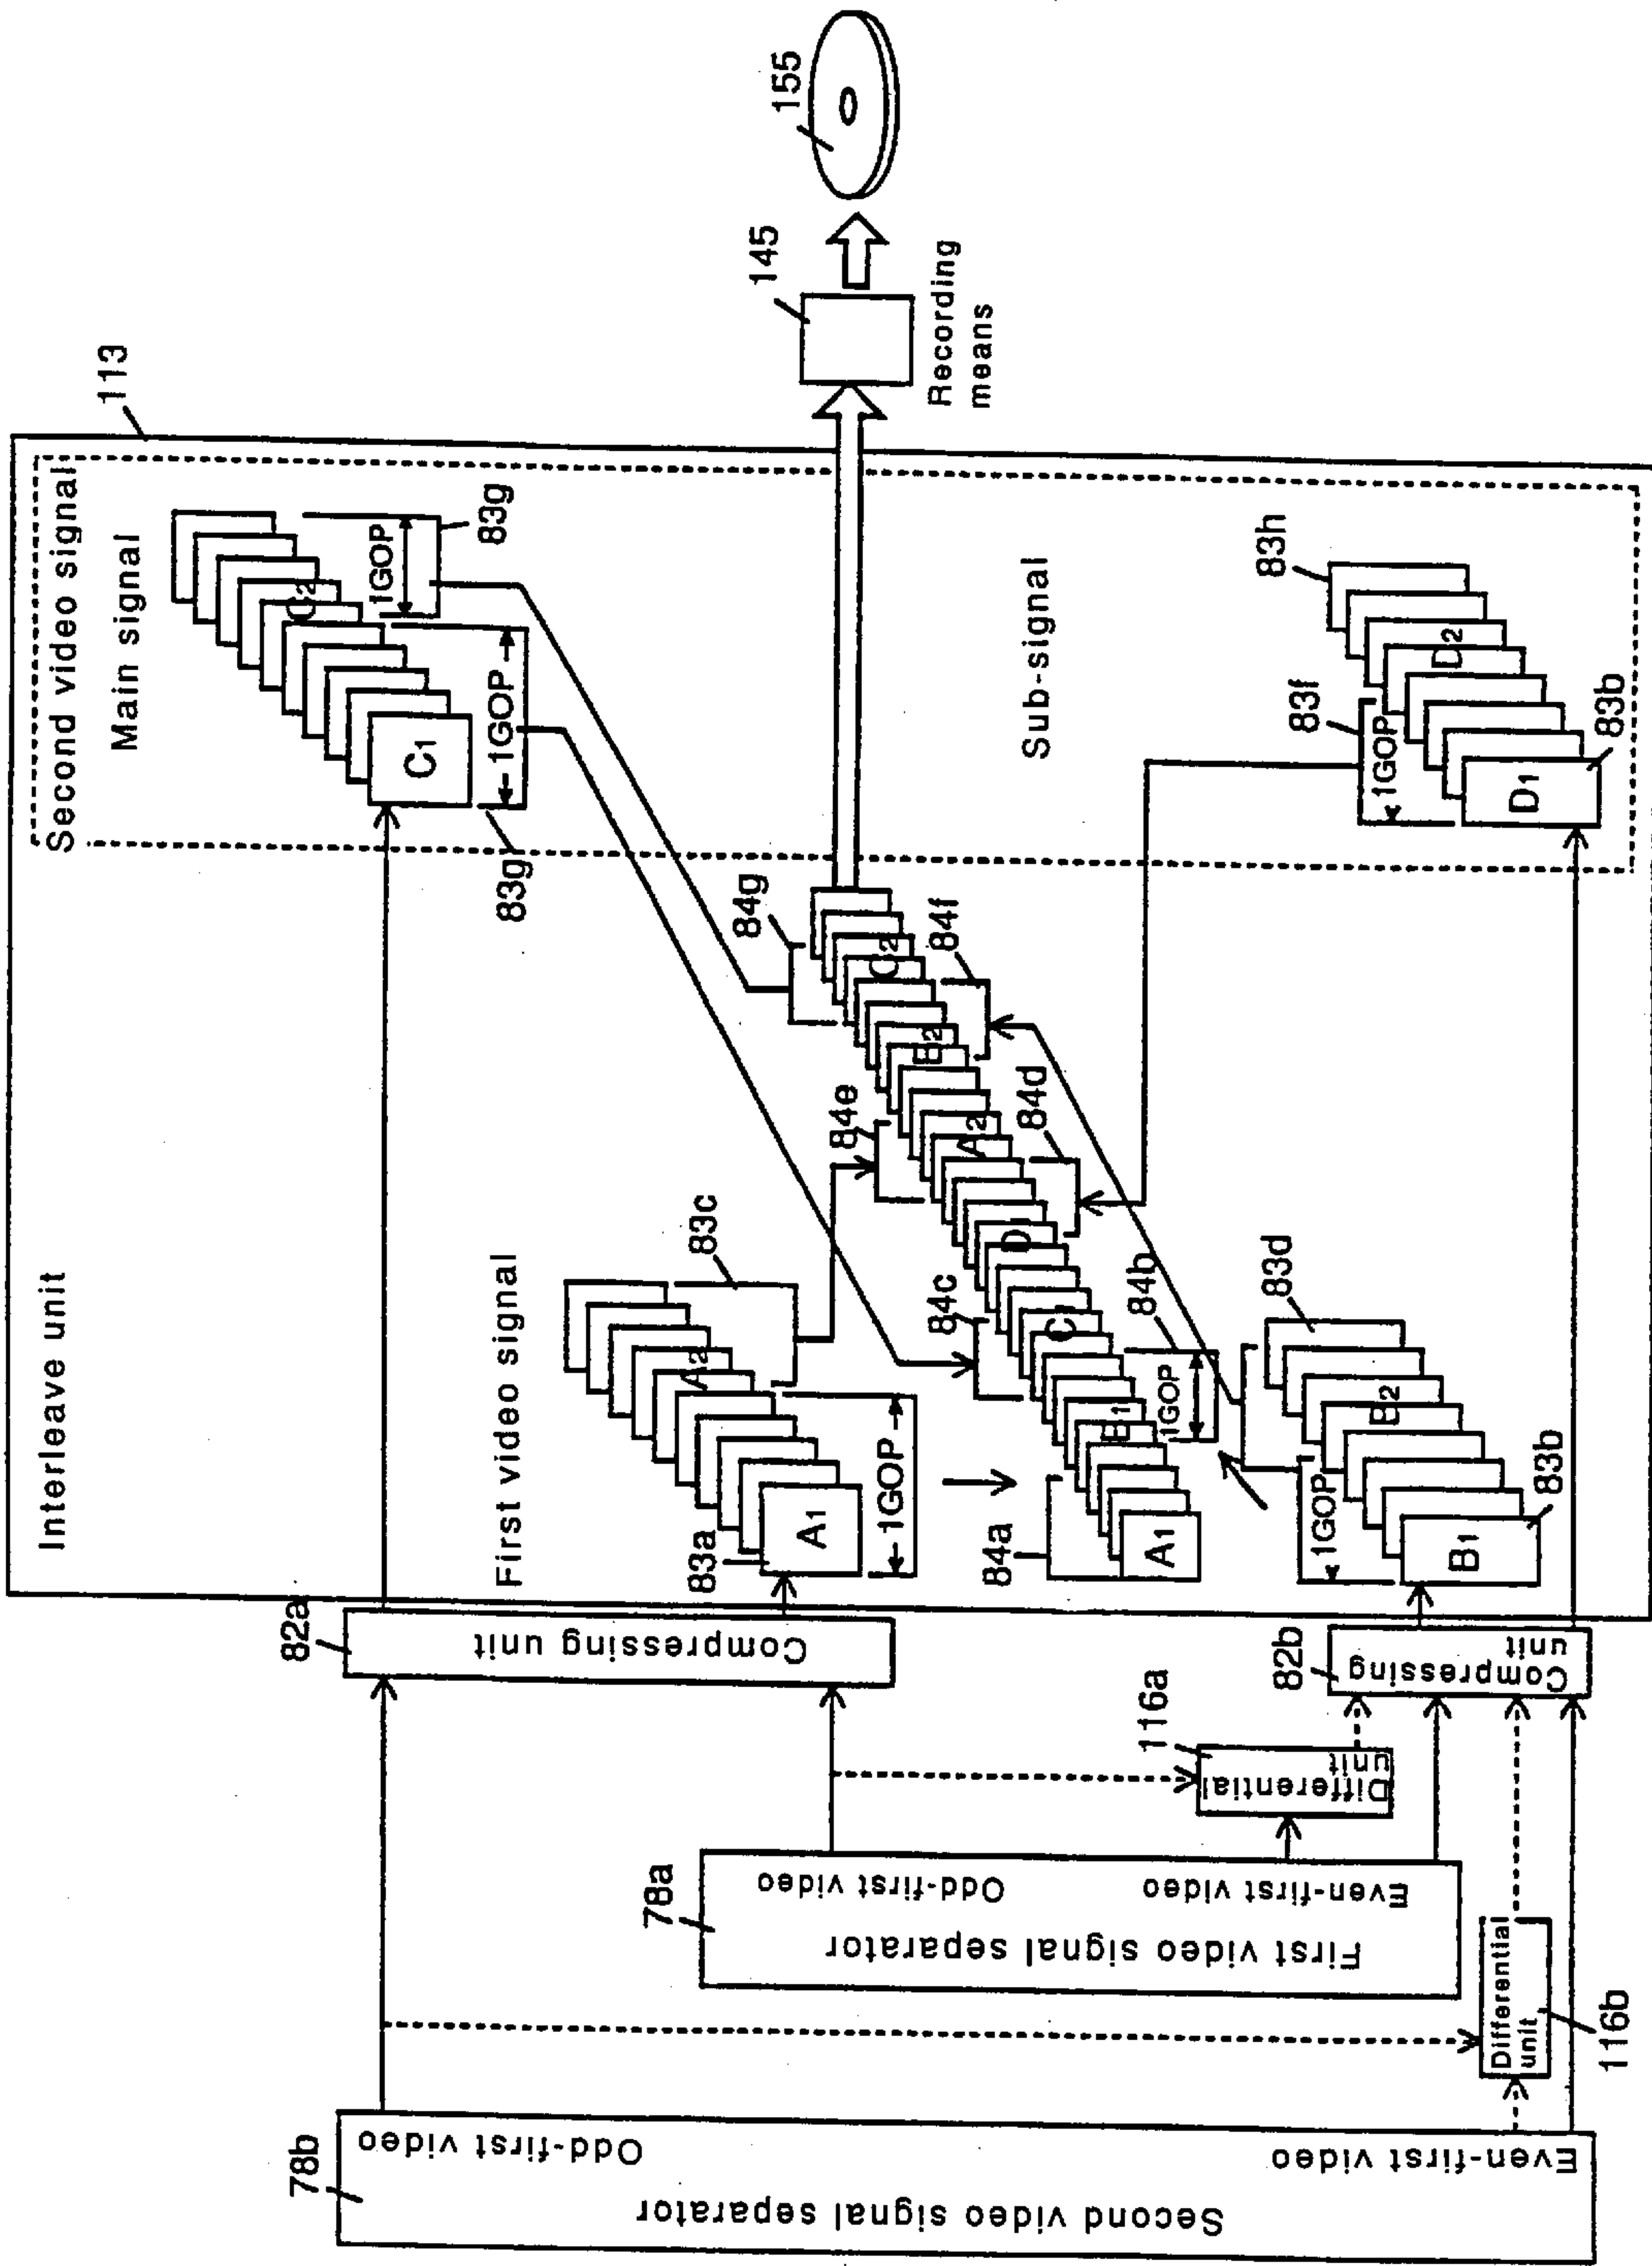 Second video signal separator
78b
Odd-first video
Even-first video
Differential
unit
116b
78a
First video signal separator
Odd-first video
Even-first video
Differential
unit
116a
82a
Compressing unit
82b
Compressing
unit
Interleave unit
113
First video signal
83a
A1
A2
1GOP
83c
84a
A1
B1
84b
1GOP
84c
C1
D1
84d
84e
A2
B2
84f
84g
C2
1GOP
B1
B2
83b
83d
Second video signal
Main signal
C1
C2
1GOP
1GOP
83g
83g
Sub-signal
1GOP
83f
83h
D1
D2
83b
145
Recording
means
155